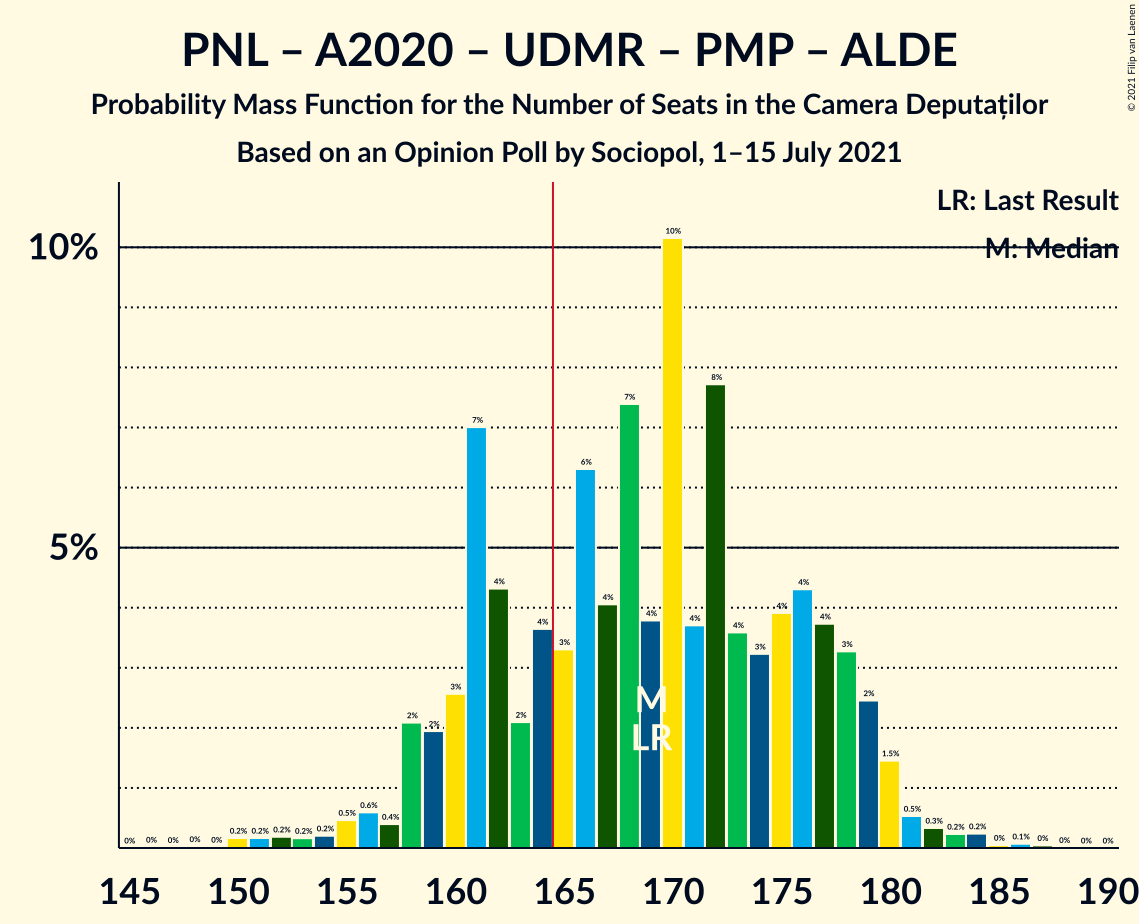 PNL – A2020 – UDMR – PMP – ALDE
Probability Mass Function for the Number of Seats in the Camera Deputaților
Based on an Opinion Poll by Sociopol, 1–15 July 2021
© 2021 Filip van Laenen
LR: Last Result
M: Median
10%
5%
0% 0% 0% 0% 0% 0.2% 0.2% 0.2% 0.2% 0.2% 0.5% 0.6% 0.4% 2% 2% 3% 7% 4% 2% 4% 3% 6% 4% 7% 4% 10% 4% 8% 4% 3% 4% 4% 4% 3% 2% 1.5% 0.5% 0.3% 0.2% 0.2% 0% 0.1% 0% 0% 0% 0%
M
LR
145 150 155 160 165 170 175 180 185 190